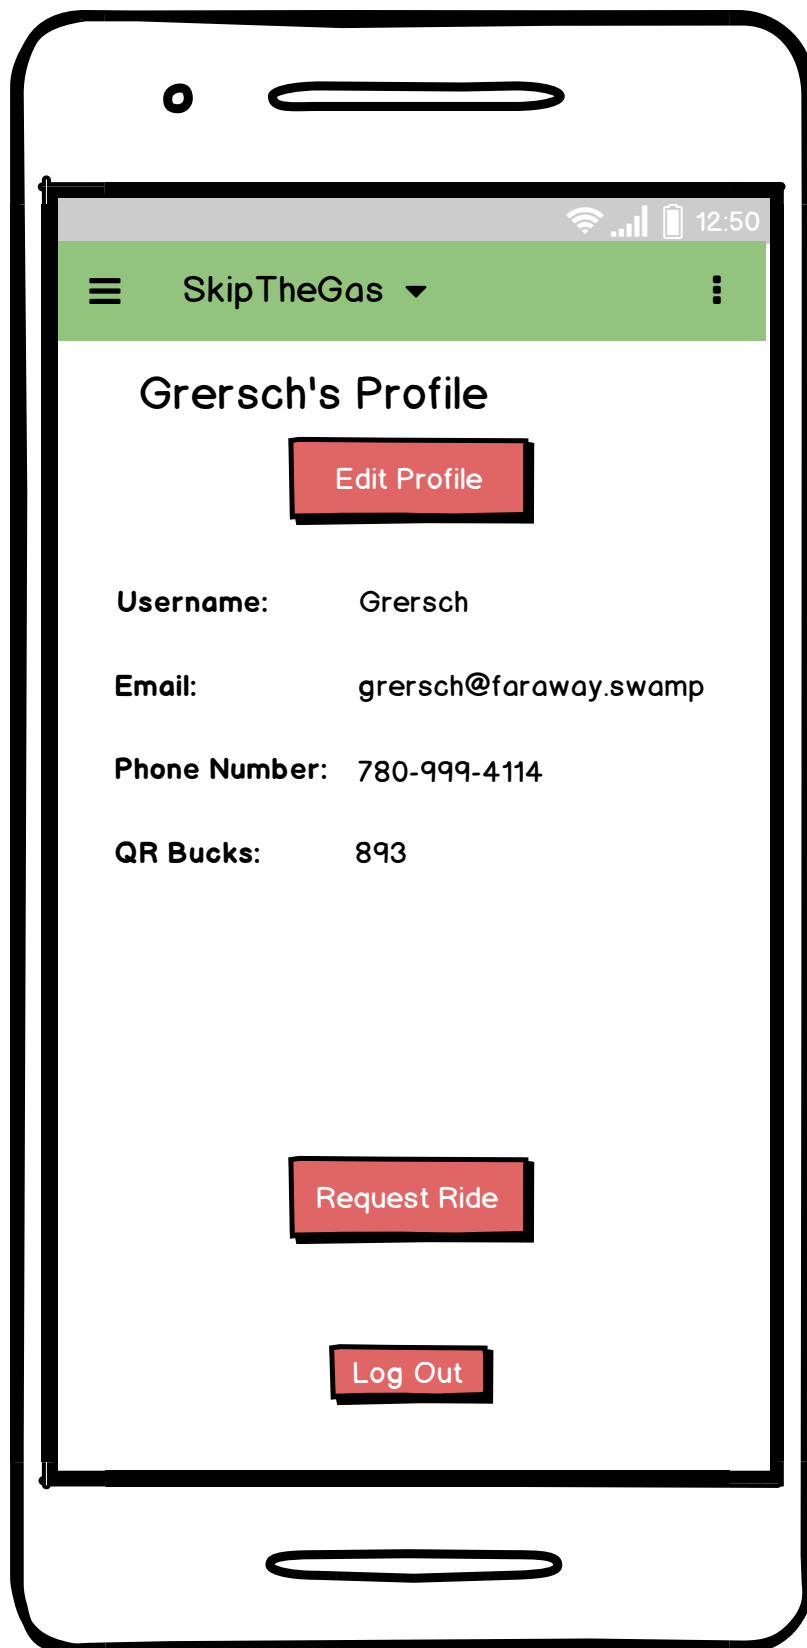 12:50
SkipTheGas
Grersch's Profile
Edit Profile
Username: Grersch
Email: grersch@faraway.swamp
Phone Number: 780-999-4114
QR Bucks: 893
Request Ride
Log Out